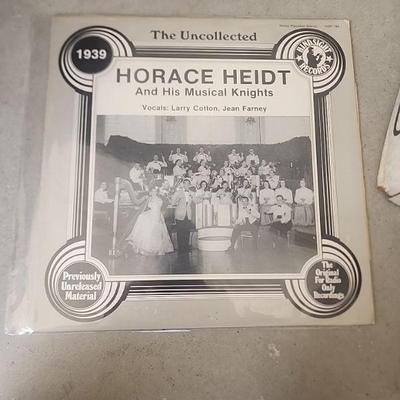 The Uncollected
1939
HINDSIGHT RECORDS
HORACE HEIDT
And His Musical Knights
Vocals: Larry Cotton, Jean Farney
Previously
Unreleased
Material
The
Original
For Radio
Only
Recordings